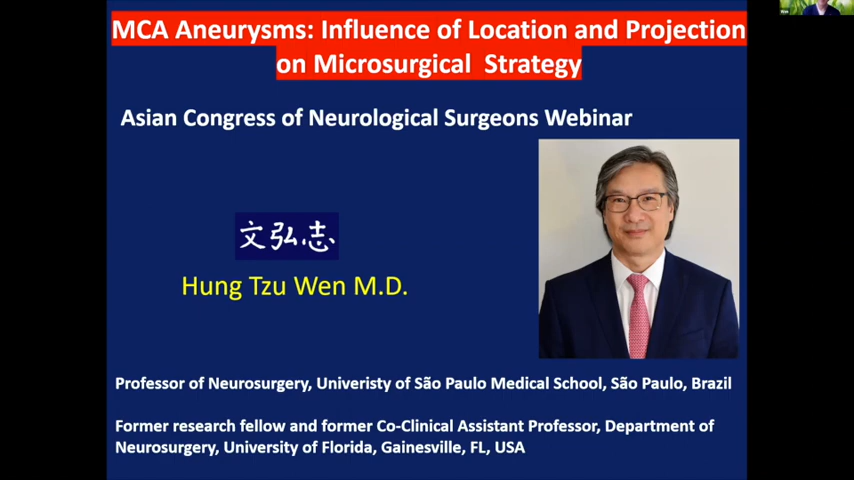 MCA Aneurysms: Influence of Location and Projection
on Microsurgical Strategy
Asian Congress of Neurological Surgeons Webinar
文弘志
Hung Tzu Wen M.D.
Professor of Neurosurgery, Univeristy of São Paulo Medical School, São Paulo, Brazil
Former research fellow and former Co-Clinical Assistant Professor, Department of
Neurosurgery, University of Florida, Gainesville, FL, USA